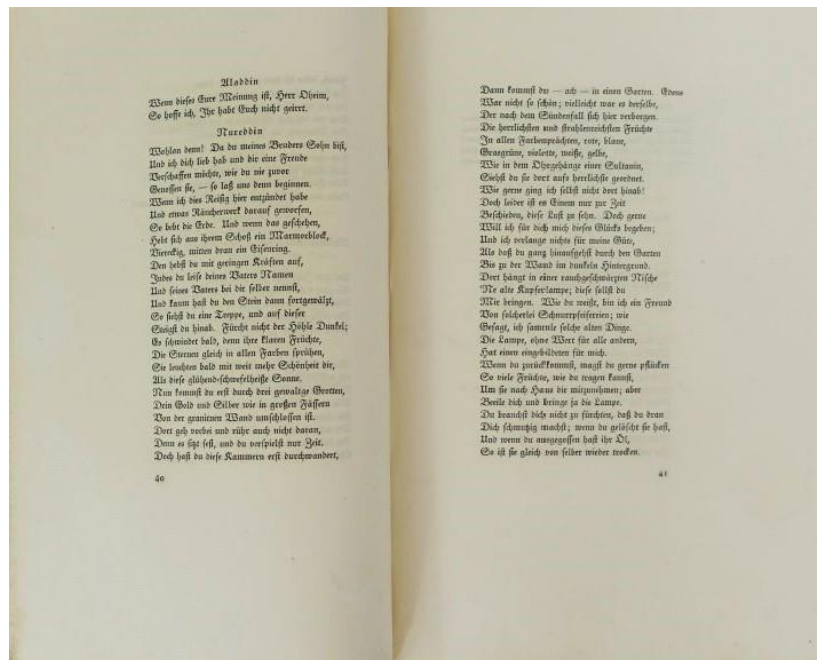 Aladdin
Wenn dieses Eure Meinung ist, Herr Oheim,
So hoffe ich, Ihr habt Euch nicht geirrt.
Nureddin
Wohlan denn! Da du meines Bruders Sohn bist,
Und ich dich lieb hab und dir eine Freude
Verschaffen möchte, wie du nie zuvor
Genossen sie, — so laß uns denn beginnen.
Wenn ich dies Reisig hier entzündet habe
Und etwas Räucherwerk darauf geworfen,
So bebt die Erde. Und wenn das geschehen,
Hebt sich aus ihrem Schoß ein Marmorblock,
Viereckig, mitten dran ein Eisenring.
Den hebst du mit geringen Kräften auf,
Indes du leise deines Vaters Namen
Und seines Vaters bei dir selber nennst,
Und kaum hast du den Stein dann fortgewälzt,
So siehst du eine Treppe, und auf dieser
Steigst du hinab. Fürcht nicht der Höhle Dunkel;
Es schwindet bald, denn ihre klaren Früchte,
Die Sternen gleich in allen Farben sprühen,
Sie leuchten bald mit weit mehr Schönheit dir,
Als diese glühend-schwefelheiße Sonne.
Nun kommst du erst durch drei gewaltge Grotten,
Drin Gold und Silber wie in großen Fässern
Von der granitnen Wand umschlossen ist.
Dort geh vorbei und rühr auch nicht daran,
Denn es sitzt fest, und du verspielst nur Zeit.
Doch hast du diese Kammern erst durchwandert,
40
Dann kommst du — ach — in einen Garten. Edens
War nicht so schön; vielleicht war es derselbe,
Der nach dem Sündenfall sich hier verborgen.
Die herrlichsten und strahlenreichsten Früchte
In allen Farbenprächten, rote, blaue,
Grasgrüne, violette, weiße, gelbe,
Wie in dem Ohrgehänge einer Sultanin,
Siehst du sie dort aufs herrlichste geordnet.
Wie gerne ging ich selbst nicht dort hinab!
Doch leider ist es Einem nur zur Zeit
Beschieden, diese Lust zu sehn. Doch gerne
Will ich für dich mich dieses Glücks begeben;
Und ich verlange nichts für meine Güte,
Als daß du ganz hinaufgehst durch den Garten
Bis zu der Wand im dunkeln Hintergrund.
Dort hängt in einer rauchgeschwärzten Nische
'Ne alte Kupferlampe; diese sollst du
Mir bringen. Wie du weißt, bin ich ein Freund
Von solcherlei Schnurrpfeifereien; wie
Gesagt, ich sammle solche alten Dinge.
Die Lampe, ohne Wert für alle andern,
Hat einen eingebildeten für mich.
Wenn du zurückkommst, magst du gerne pflücken
So viele Früchte, wie du tragen kannst,
Um sie nach Haus dir mitzunehmen; aber
Beeile dich und bringe ja die Lampe.
Du brauchst dich nicht zu fürchten, daß du dran
Dich schmutzig machst; wenn du gelöscht sie hast,
Und wenn du ausgegossen hast ihr Öl,
So ist sie gleich von selber wieder trocken.
41